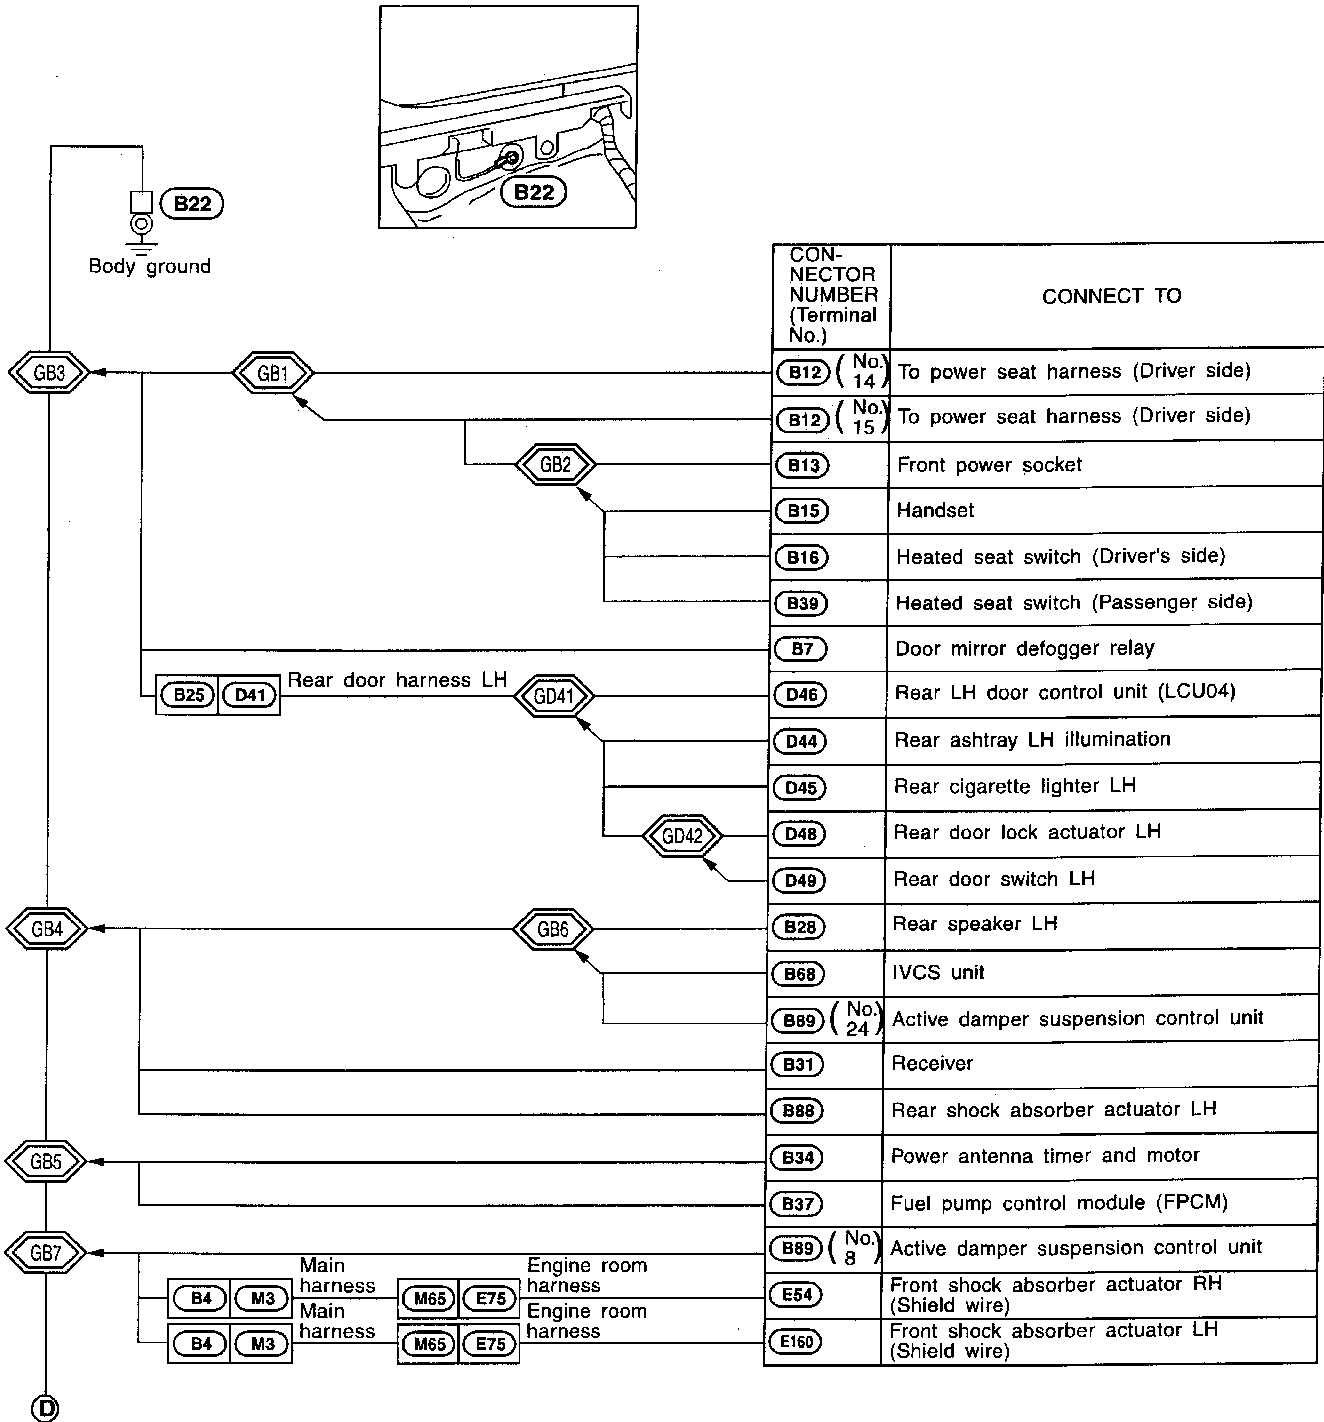 B22
B22
Body ground
CON-
NECTOR
NUMBER
(Terminal
No.)
CONNECT TO
GB3
GB1
B12 (No. 14)
To power seat harness (Driver side)
B12 (No. 15)
To power seat harness (Driver side)
GB2
B13
Front power socket
B15
Handset
B16
Heated seat switch (Driver's side)
B39
Heated seat switch (Passenger side)
B7
Door mirror defogger relay
B25
D41
Rear door harness LH
GD41
D46
Rear LH door control unit (LCU04)
D44
Rear ashtray LH illumination
D45
Rear cigarette lighter LH
GD42
D48
Rear door lock actuator LH
D49
Rear door switch LH
GB4
GB6
B28
Rear speaker LH
B68
IVCS unit
B89 (No. 24)
Active damper suspension control unit
B31
Receiver
B88
Rear shock absorber actuator LH
GB5
B34
Power antenna timer and motor
B37
Fuel pump control module (FPCM)
GB7
B89 (No. 8)
Active damper suspension control unit
B4
M3
Main
harness
M65
E75
Engine room
harness
E54
Front shock absorber actuator RH
(Shield wire)
B4
M3
Main
harness
M65
E75
Engine room
harness
E160
Front shock absorber actuator LH
(Shield wire)
D